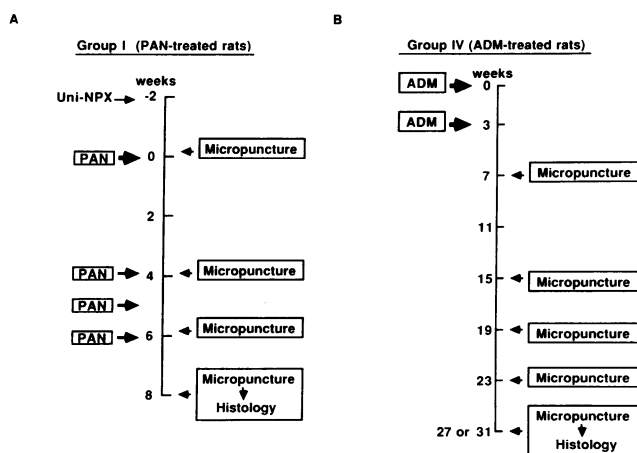 A
Group I (PAN-treated rats)
weeks
Uni-NPX
-2
PAN
0
Micropuncture
2
PAN
4
Micropuncture
PAN
PAN
6
Micropuncture
8
Micropuncture
Histology
B
Group IV (ADM-treated rats)
weeks
ADM
0
ADM
3
7
Micropuncture
11
15
Micropuncture
19
Micropuncture
23
Micropuncture
27 or 31
Micropuncture
Histology